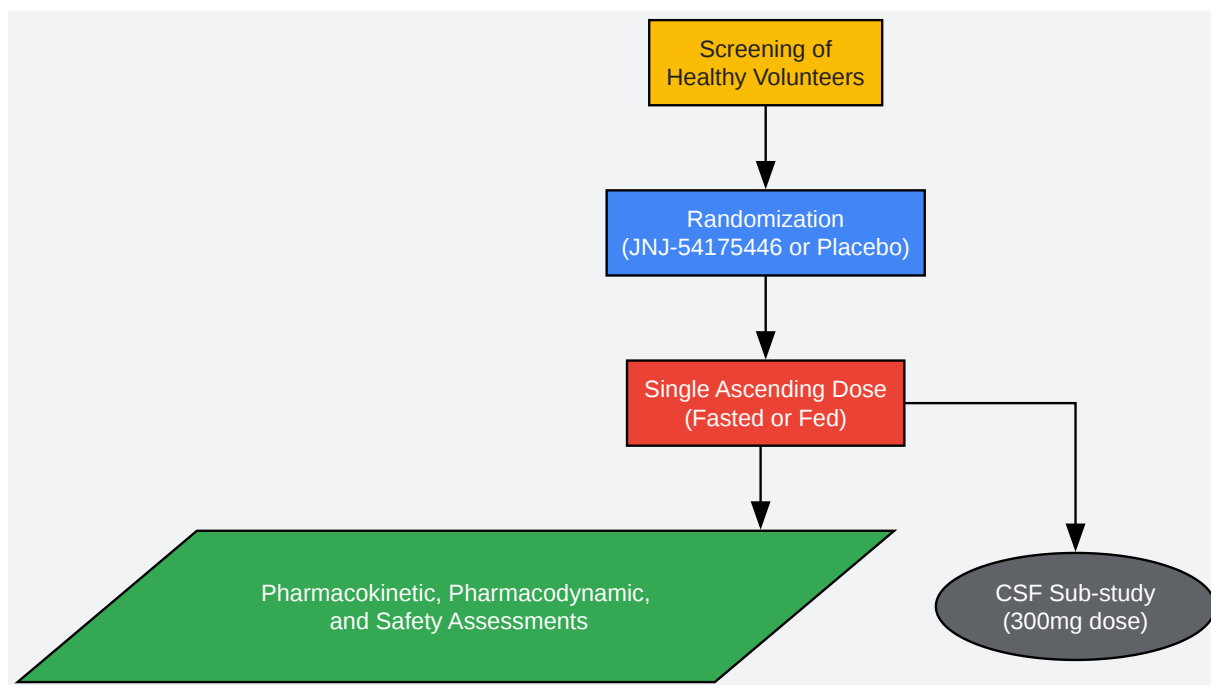 Screening of
Healthy Volunteers
Randomization
(JNJ-54175446 or Placebo)
Single Ascending Dose
(Fasted or Fed)
Pharmacokinetic, Pharmacodynamic,
and Safety Assessments
CSF Sub-study
(300mg dose)